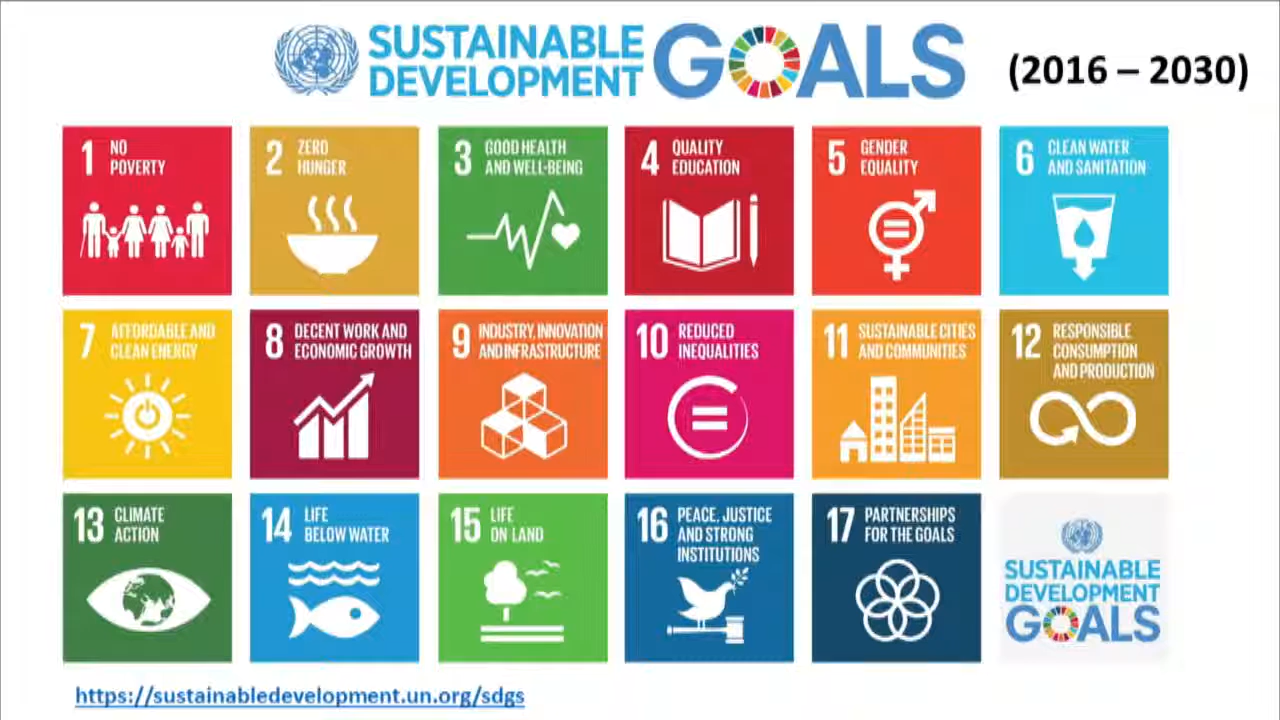 SUSTAINABLE
DEVELOPMENT
GOALS
(2016 – 2030)
1 NO
POVERTY
2 ZERO
HUNGER
3 GOOD HEALTH
AND WELL-BEING
4 QUALITY
EDUCATION
5 GENDER
EQUALITY
6 CLEAN WATER
AND SANITATION
7 AFFORDABLE AND
CLEAN ENERGY
8 DECENT WORK AND
ECONOMIC GROWTH
9 INDUSTRY, INNOVATION
AND INFRASTRUCTURE
10 REDUCED
INEQUALITIES
11 SUSTAINABLE CITIES
AND COMMUNITIES
12 RESPONSIBLE
CONSUMPTION
AND PRODUCTION
13 CLIMATE
ACTION
14 LIFE
BELOW WATER
15 LIFE
ON LAND
16 PEACE, JUSTICE
AND STRONG
INSTITUTIONS
17 PARTNERSHIPS
FOR THE GOALS
SUSTAINABLE
DEVELOPMENT
GOALS
https://sustainabledevelopment.un.org/sdgs